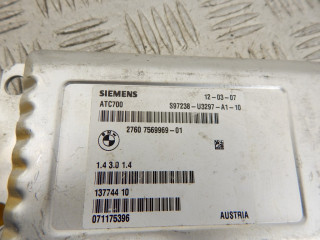 SIEMENS 12-03-07
ATC700 S97238-U3297-A1-10
2760 7569969-01
1.4 3.0 1.4
137744 10
071175396 AUSTRIA